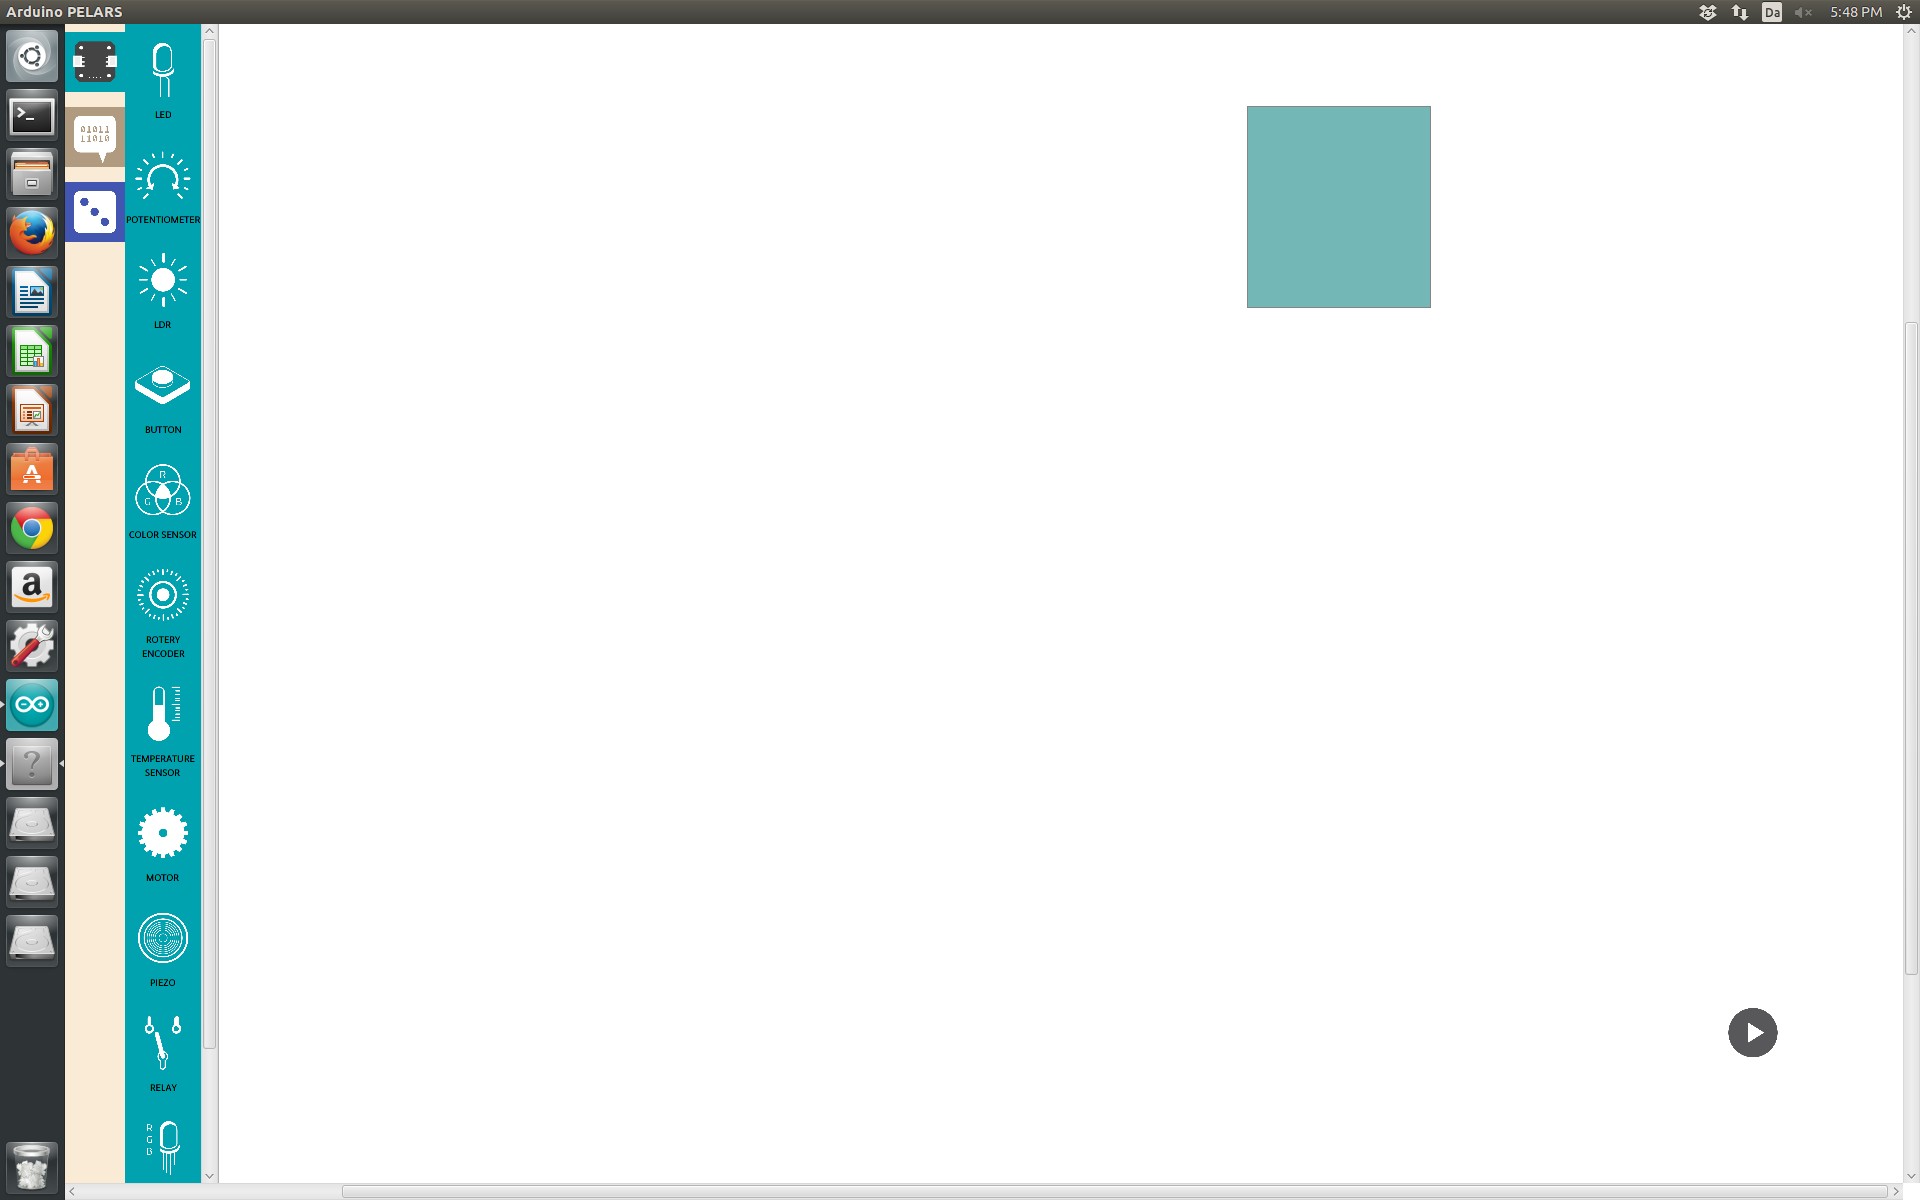 Arduino PELARS
Da
5:48 PM
01011
11010
LED
POTENTIOMETER
LDR
BUTTON
R
G B
COLOR SENSOR
ROTERY
ENCODER
TEMPERATURE
SENSOR
MOTOR
PIEZO
RELAY
R
G
B